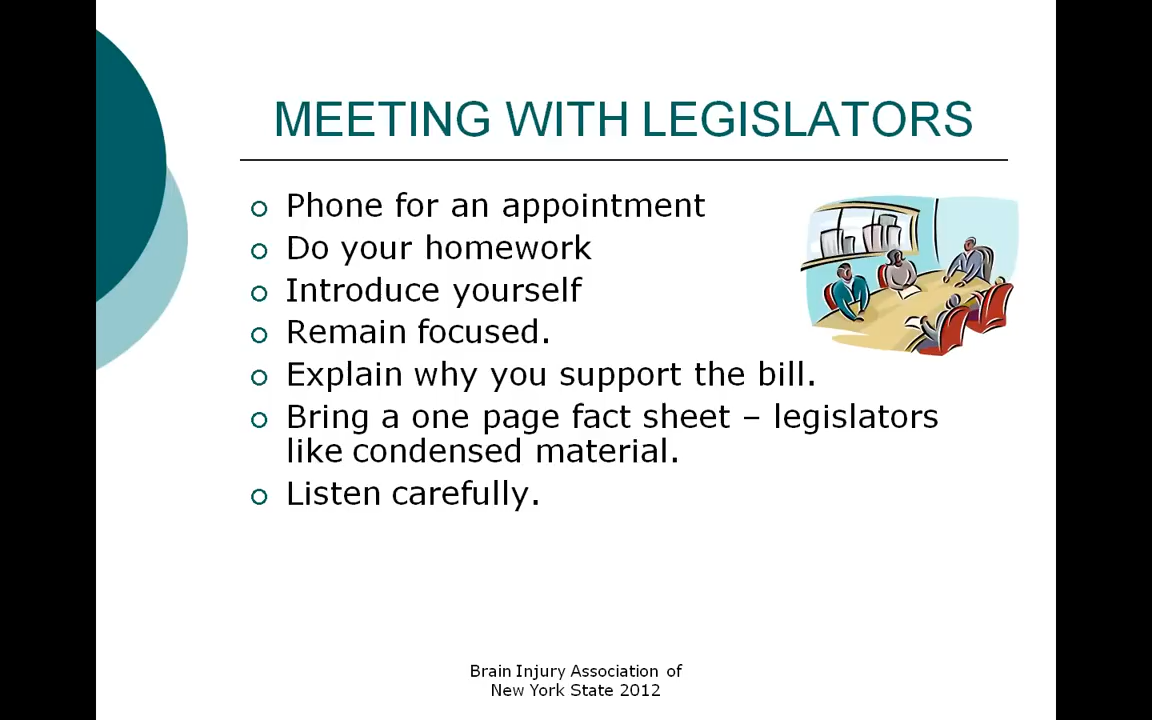 MEETING WITH LEGISLATORS
Phone for an appointment
Do your homework
Introduce yourself
Remain focused.
Explain why you support the bill.
Bring a one page fact sheet – legislators
like condensed material.
Listen carefully.
Brain Injury Association of
New York State 2012